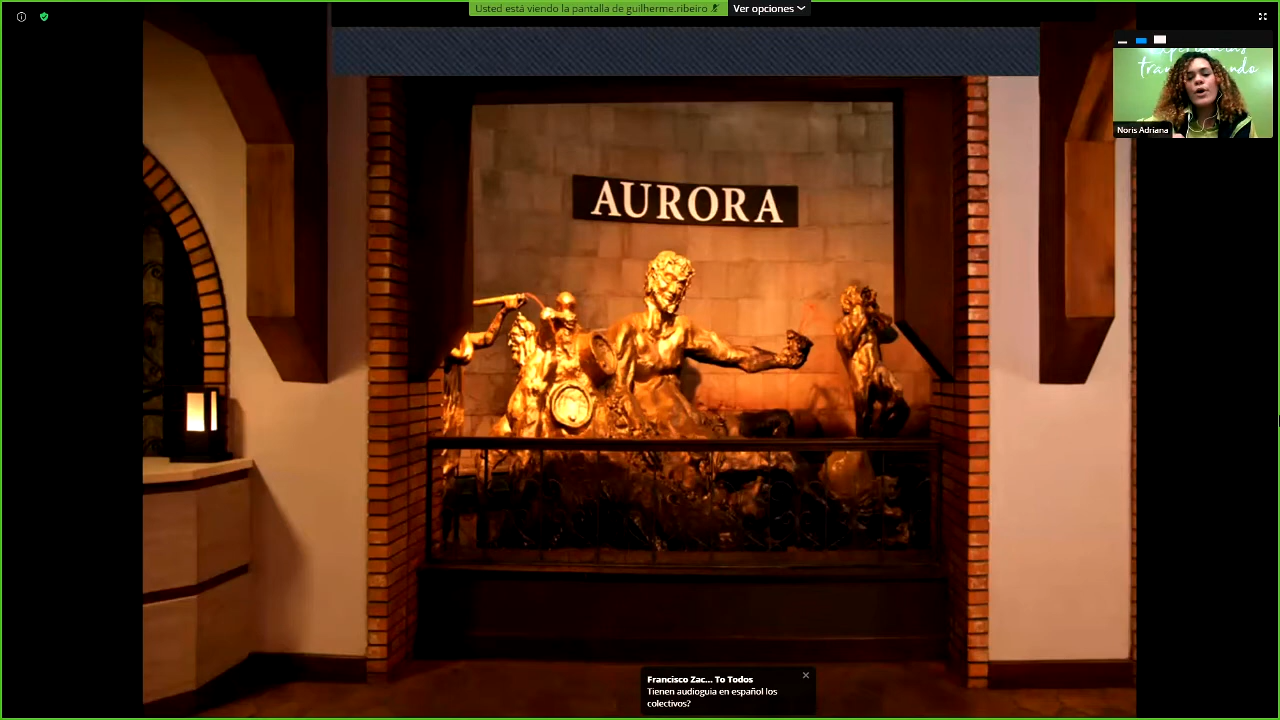 Usted está viendo la pantalla de guilherme.ribeiro
Ver opciones
Noris Adriana
AURORA
Francisco Zac... To Todos
Tienen audioguia en español los
colectivos?